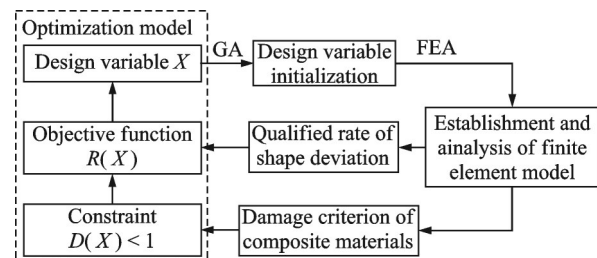 Optimization model
Design variable X
GA
Design variable
initialization
FEA
Objective function
R(X)
Qualified rate of
shape deviation
Establishment and
ainalysis of finite
element model
Constraint
D(X) < 1
Damage criterion of
composite materials